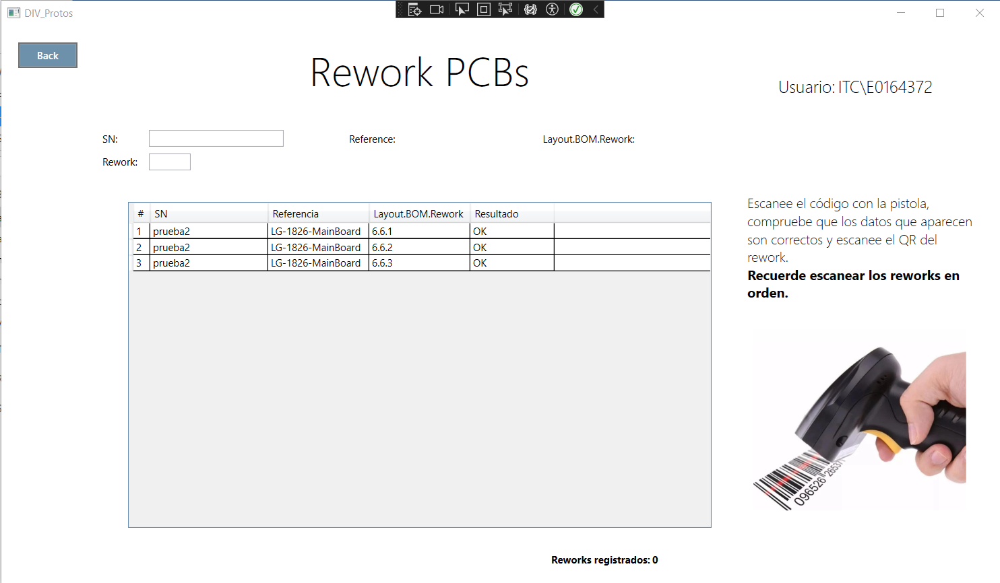 DIV_Protos
Back
Rework PCBs
Usuario: ITC\E0164372
SN:
Reference:
Layout.BOM.Rework:
Rework:
# SN Referencia Layout.BOM.Rework Resultado
1 prueba2 LG-1826-MainBoard 6.6.1 OK
2 prueba2 LG-1826-MainBoard 6.6.2 OK
3 prueba2 LG-1826-MainBoard 6.6.3 OK
Escanee el código con la pistola,
compruebe que los datos que aparecen
son correctos y escanee el QR del
rework.
Recuerde escanear los reworks en
orden.
096526 265371
Reworks registrados: 0